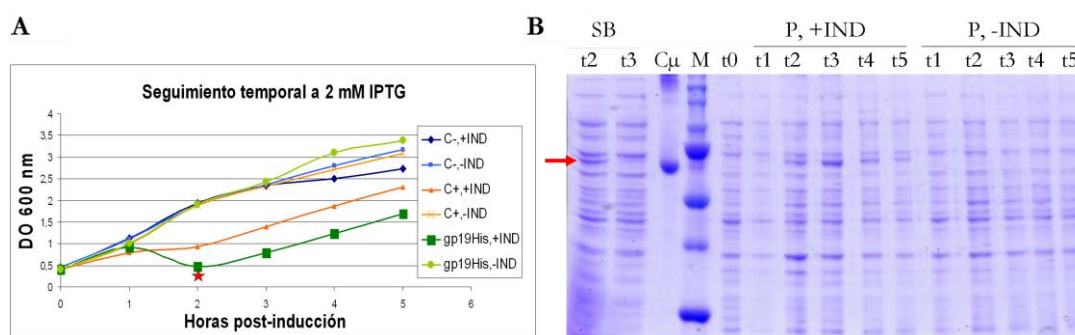 A
Seguimiento temporal a 2 mM IPTG
DO 600 nm
4
3,5
3
2,5
2
1,5
1
0,5
0
0 1 2 3 4 5 6
Horas post-inducción
C-,+IND
C-,-IND
C+,+IND
C+,-IND
gp19His,+IND
gp19His,-IND
B
SB P, +IND P, -IND
t2 t3 Cµ M t0 t1 t2 t3 t4 t5 t1 t2 t3 t4 t5